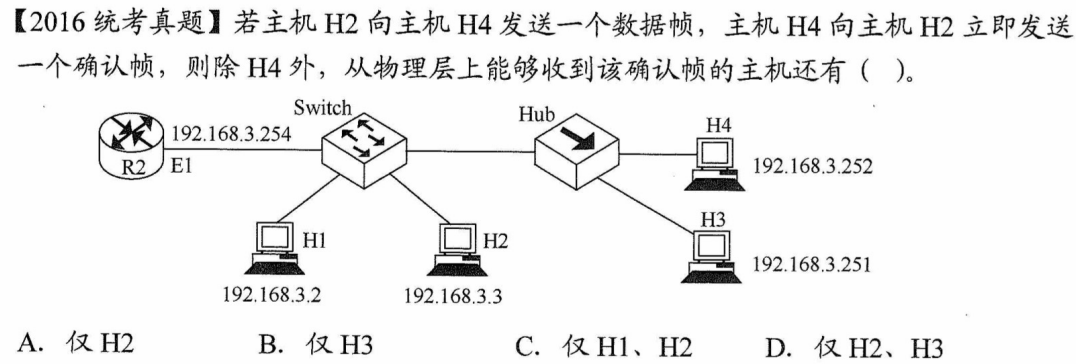 【2016 统考真题】若主机 H2 向主机 H4 发送一个数据帧，主机 H4 向主机 H2 立即发送
一个确认帧，则除 H4 外，从物理层上能够收到该确认帧的主机还有（ ）。
Switch
Hub
H4
192.168.3.254
R2
E1
192.168.3.252
H3
H1
H2
192.168.3.251
192.168.3.2
192.168.3.3
A. 仅 H2 B. 仅 H3 C. 仅 H1、H2 D. 仅 H2、H3